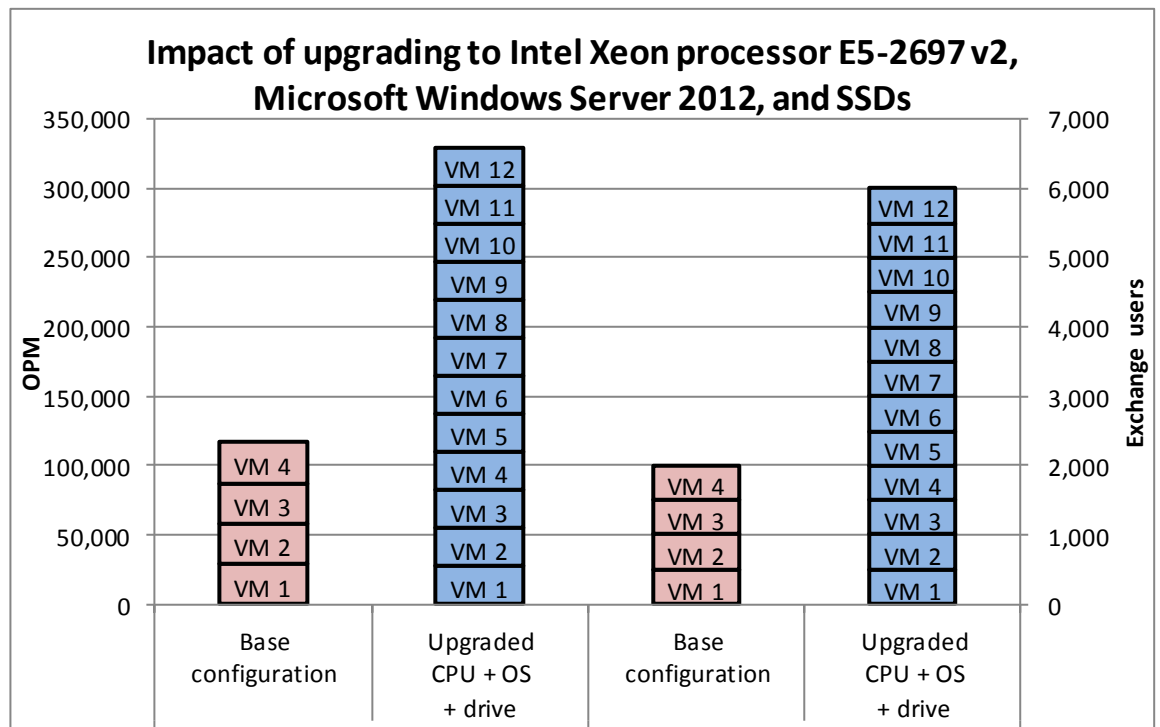 Impact of upgrading to Intel Xeon processor E5-2697 v2,
Microsoft Windows Server 2012, and SSDs
350,000
300,000
250,000
200,000
150,000
100,000
50,000
0
OPM
VM 4
VM 3
VM 2
VM 1
VM 12
VM 11
VM 10
VM 9
VM 8
VM 7
VM 6
VM 5
VM 4
VM 3
VM 2
VM 1
VM 4
VM 3
VM 2
VM 1
VM 12
VM 11
VM 10
VM 9
VM 8
VM 7
VM 6
VM 5
VM 4
VM 3
VM 2
VM 1
7,000
6,000
5,000
4,000
3,000
2,000
1,000
0
Exchange users
Base
configuration
Upgraded
CPU + OS
+ drive
Base
configuration
Upgraded
CPU + OS
+ drive